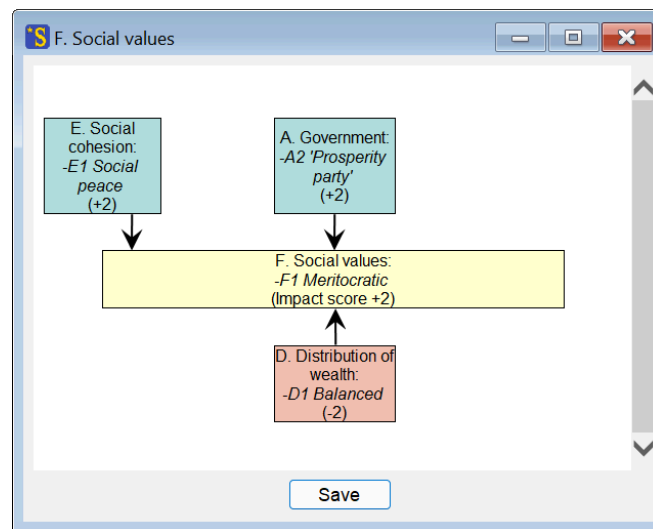 F. Social values
E. Social
cohesion:
-E1 Social
peace
(+2)
A. Government:
-A2 'Prosperity
party'
(+2)
F. Social values:
-F1 Meritocratic
(Impact score +2)
D. Distribution of
wealth:
-D1 Balanced
(-2)
Save